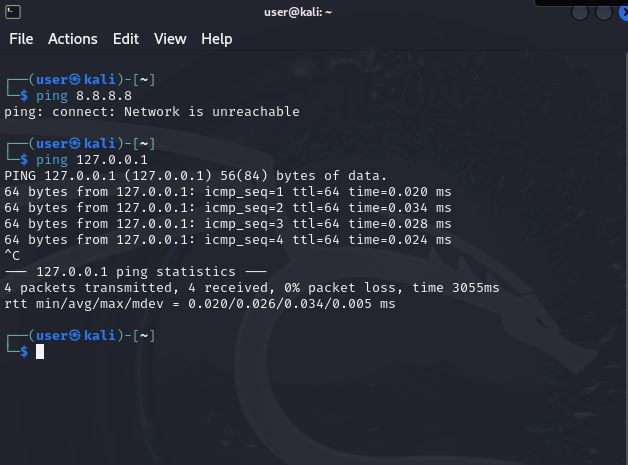 user@kali: ~
File Actions Edit View Help
┌──(user㉿kali)-[~]
└─$ ping 8.8.8.8
ping: connect: Network is unreachable
┌──(user㉿kali)-[~]
└─$ ping 127.0.0.1
PING 127.0.0.1 (127.0.0.1) 56(84) bytes of data.
64 bytes from 127.0.0.1: icmp_seq=1 ttl=64 time=0.020 ms
64 bytes from 127.0.0.1: icmp_seq=2 ttl=64 time=0.034 ms
64 bytes from 127.0.0.1: icmp_seq=3 ttl=64 time=0.028 ms
64 bytes from 127.0.0.1: icmp_seq=4 ttl=64 time=0.024 ms
^C
--- 127.0.0.1 ping statistics ---
4 packets transmitted, 4 received, 0% packet loss, time 3055ms
rtt min/avg/max/mdev = 0.020/0.026/0.034/0.005 ms
┌──(user㉿kali)-[~]
└─$